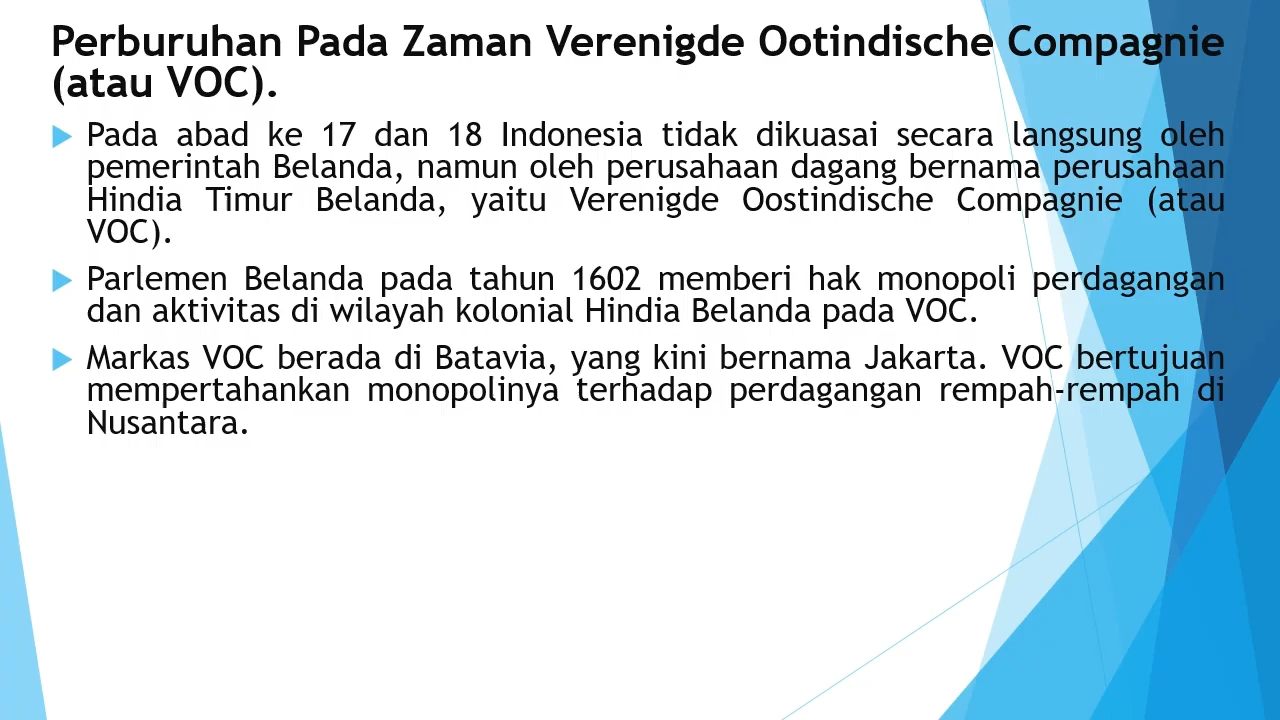 Perburuhan Pada Zaman Verenigde Ootindische Compagnie
(atau VOC).
Pada abad ke 17 dan 18 Indonesia tidak dikuasai secara langsung oleh
pemerintah Belanda, namun oleh perusahaan dagang bernama perusahaan
Hindia Timur Belanda, yaitu Verenigde Oostindische Compagnie (atau
VOC).
Parlemen Belanda pada tahun 1602 memberi hak monopoli perdagangan
dan aktivitas di wilayah kolonial Hindia Belanda pada VOC.
Markas VOC berada di Batavia, yang kini bernama Jakarta. VOC bertujuan
mempertahankan monopolinya terhadap perdagangan rempah-rempah di
Nusantara.